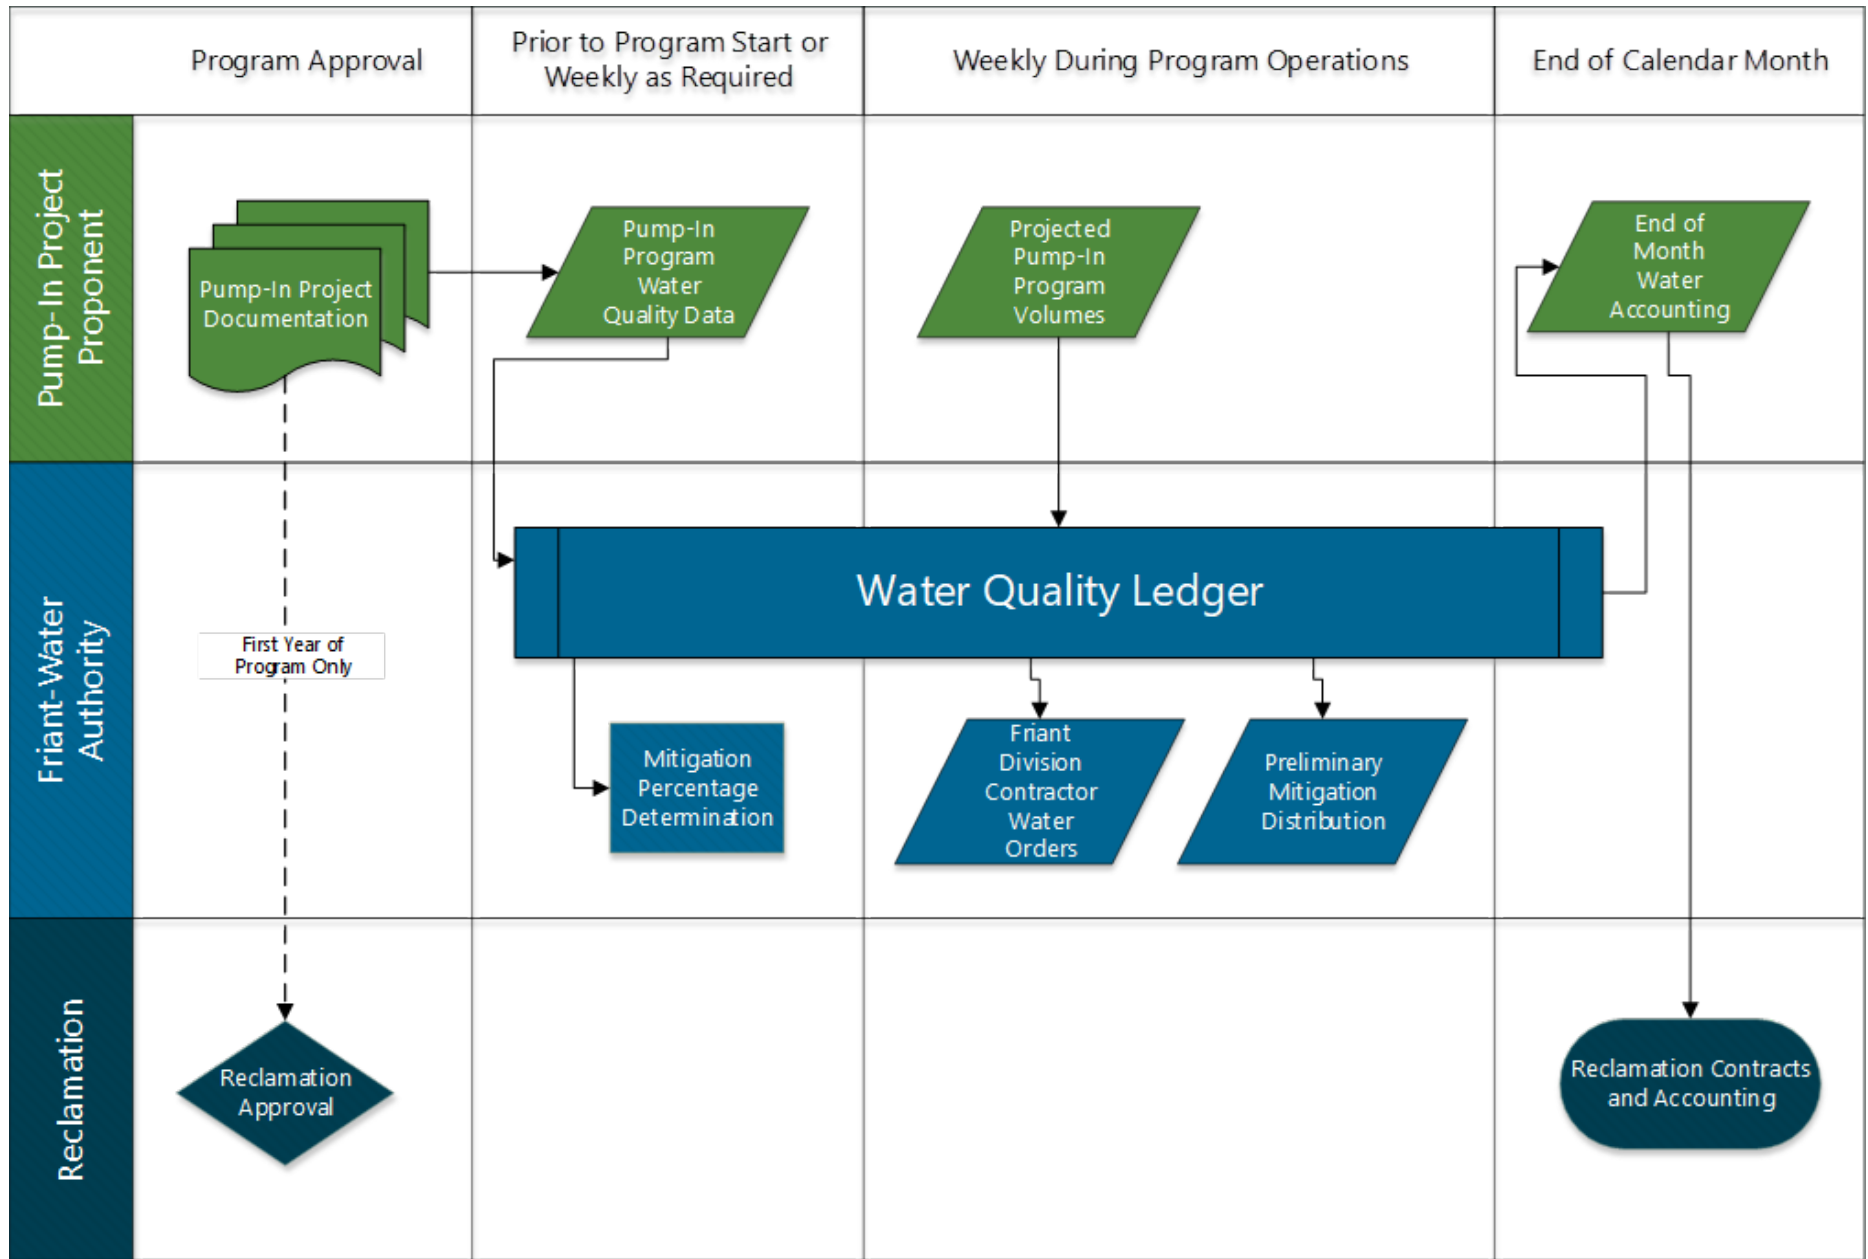 Program Approval
Prior to Program Start or
Weekly as Required
Weekly During Program Operations
End of Calendar Month
Pump-In Project
Proponent
Pump-In Project
Documentation
Pump-In
Program
Water
Quality Data
Projected
Pump-In
Program
Volumes
End of
Month
Water
Accounting
Friant-Water
Authority
First Year of
Program Only
Water Quality Ledger
Mitigation
Percentage
Determination
Friant
Division
Contractor
Water
Orders
Preliminary
Mitigation
Distribution
Reclamation
Reclamation
Approval
Reclamation Contracts
and Accounting